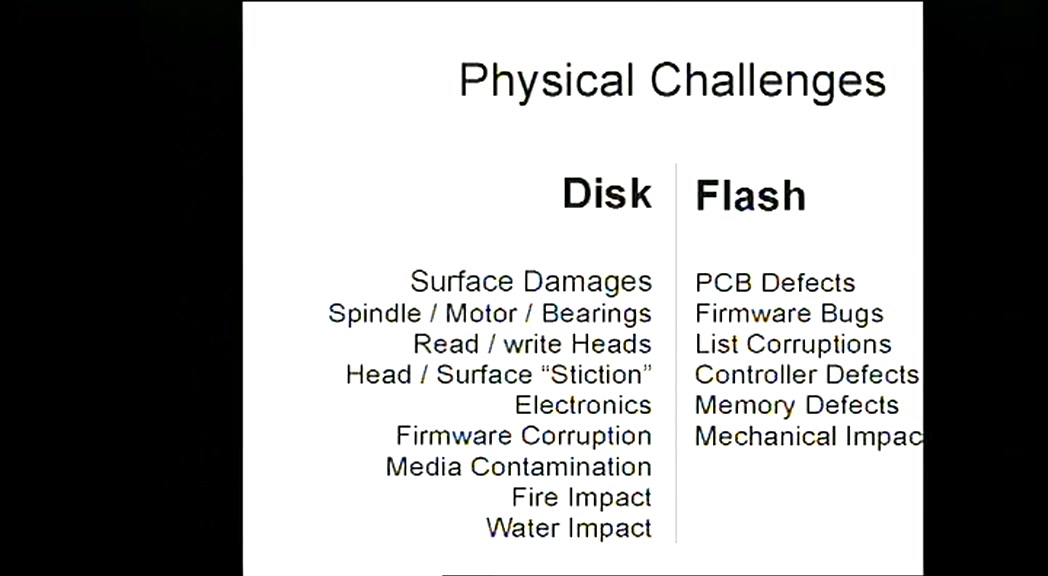 Physical Challenges
Disk
Surface Damages
Spindle / Motor / Bearings
Read / write Heads
Head / Surface “Stiction”
Electronics
Firmware Corruption
Media Contamination
Fire Impact
Water Impact
Flash
PCB Defects
Firmware Bugs
List Corruptions
Controller Defects
Memory Defects
Mechanical Impac